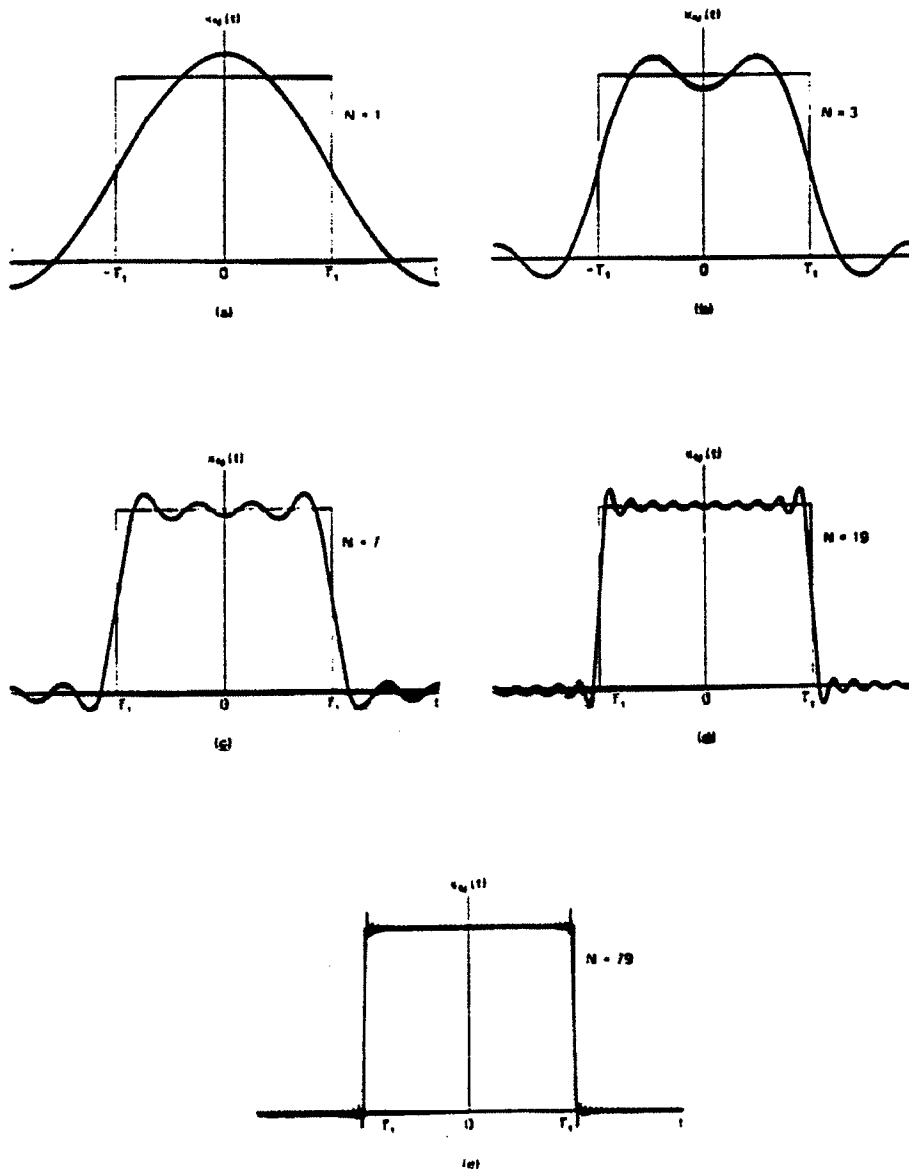 x_N(t)
N = 1
-T₁ 0 T₁ t
(a)
x_N(t)
N = 3
-T₁ 0 T₁
(b)
x_N(t)
N = 7
T₁ 0 T₁ t
(c)
x_N(t)
N = 19
T₁ 0 T₁
(d)
x_N(t)
N = 79
T₁ 0 T₁ t
(e)